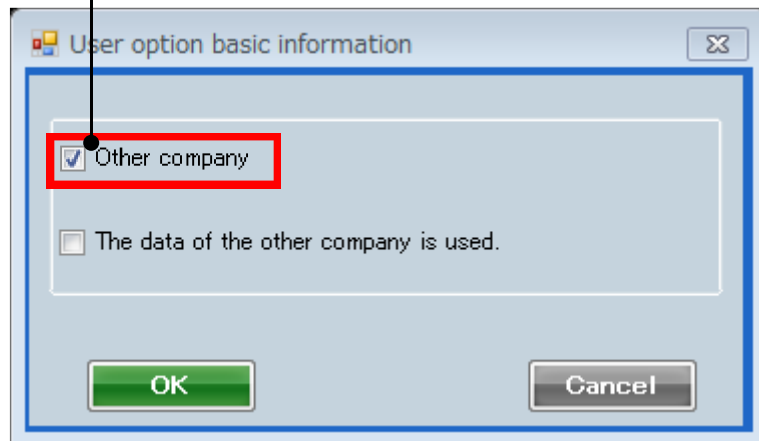 User option basic information
Other company
The data of the other company is used.
OK
Cancel